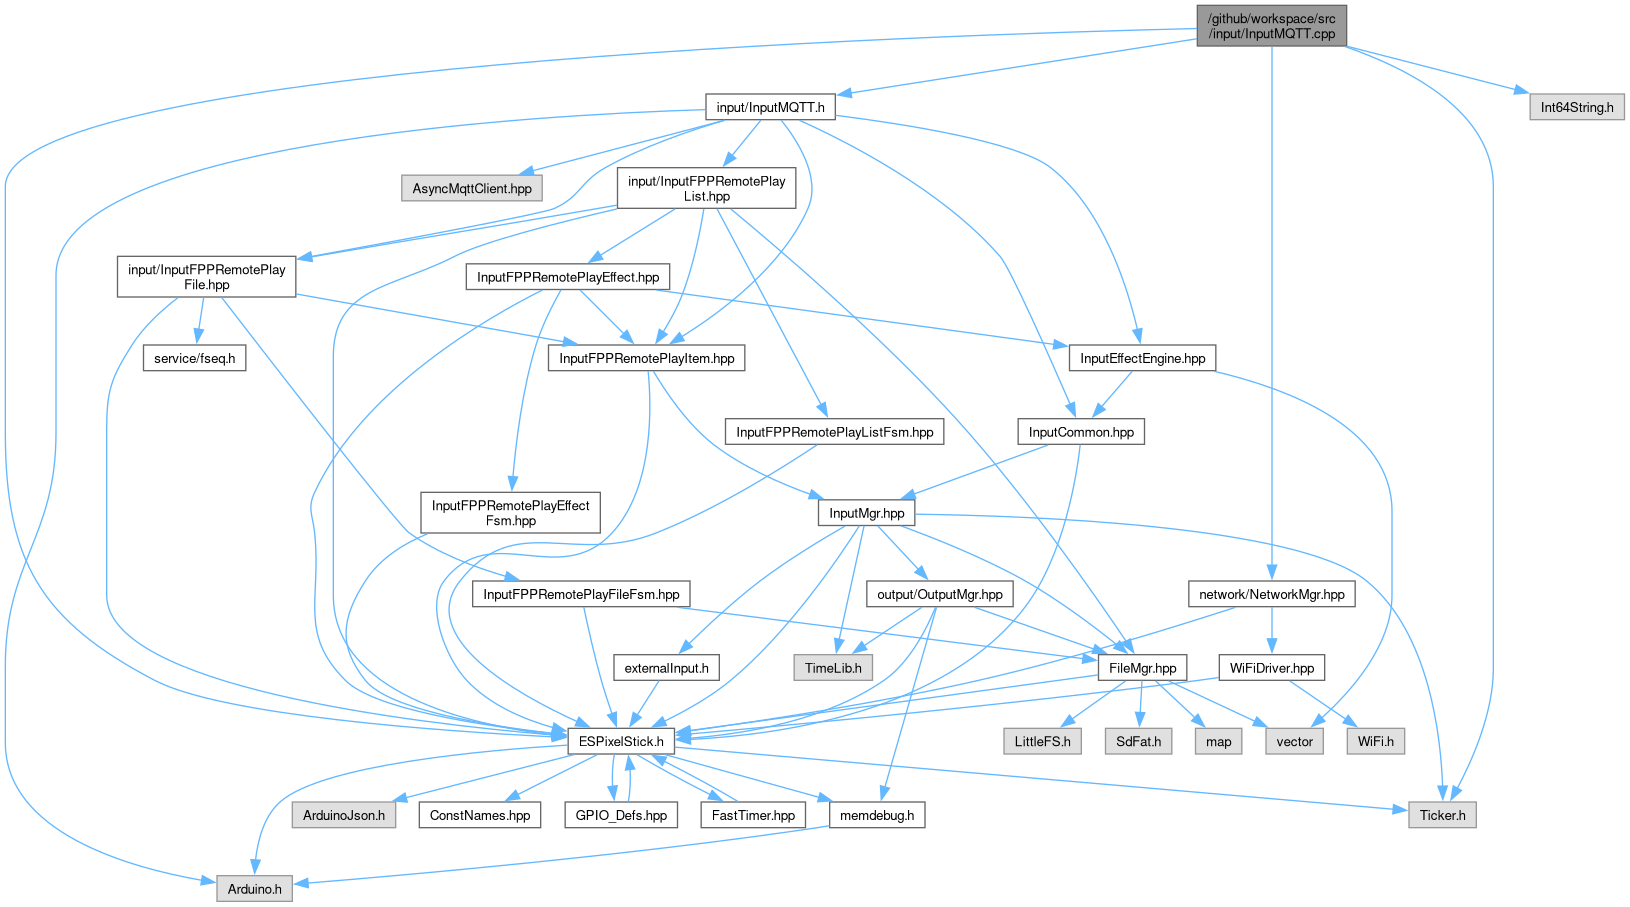 /github/workspace/src
/input/InputMQTT.cpp
input/InputMQTT.h
Int64String.h
AsyncMqttClient.hpp
input/InputFPPRemotePlay
List.hpp
input/InputFPPRemotePlay
File.hpp
InputFPPRemotePlayEffect.hpp
service/fseq.h
InputFPPRemotePlayItem.hpp
InputEffectEngine.hpp
InputFPPRemotePlayListFsm.hpp
InputCommon.hpp
InputFPPRemotePlayEffect
Fsm.hpp
InputMgr.hpp
InputFPPRemotePlayFileFsm.hpp
output/OutputMgr.hpp
network/NetworkMgr.hpp
externalInput.h
TimeLib.h
FileMgr.hpp
WiFiDriver.hpp
ESPixelStick.h
LittleFS.h
SdFat.h
map
vector
WiFi.h
ArduinoJson.h
ConstNames.hpp
GPIO_Defs.hpp
FastTimer.hpp
memdebug.h
Ticker.h
Arduino.h